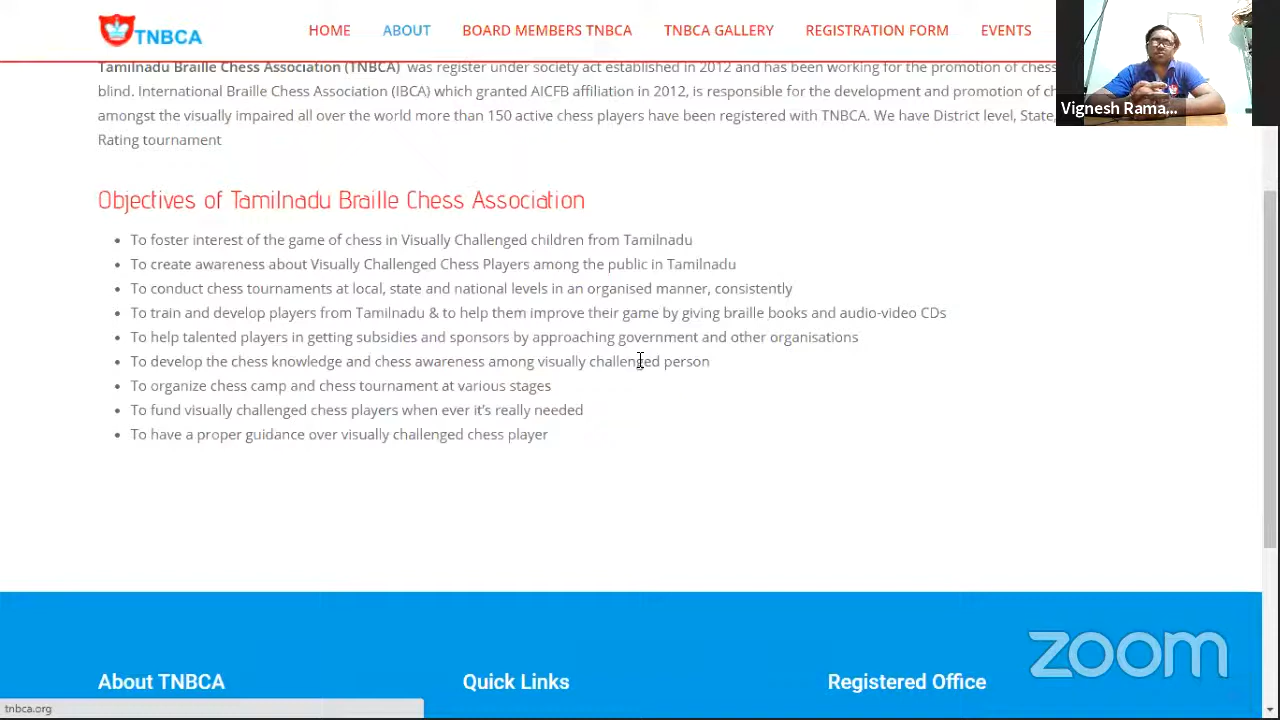 TNBCA HOME ABOUT BOARD MEMBERS TNBCA TNBCA GALLERY REGISTRATION FORM EVENTS
Tamilnadu Braille Chess Association (TNBCA) was register under society act established in 2012 and has been working for the promotion of chess
blind. International Braille Chess Association (IBCA) which granted AICFB affiliation in 2012, is responsible for the development and promotion of
amongst the visually impaired all over the world more than 150 active chess players have been registered with TNBCA. We have District level, State,
Rating tournament
Vignesh Rama,...
Objectives of Tamilnadu Braille Chess Association
• To foster interest of the game of chess in Visually Challenged children from Tamilnadu
• To create awareness about Visually Challenged Chess Players among the public in Tamilnadu
• To conduct chess tournaments at local, state and national levels in an organised manner, consistently
• To train and develop players from Tamilnadu & to help them improve their game by giving braille books and audio-video CDs
• To help talented players in getting subsidies and sponsors by approaching government and other organisations
• To develop the chess knowledge and chess awareness among visually challenged person
• To organize chess camp and chess tournament at various stages
• To fund visually challenged chess players when ever it's really needed
• To have a proper guidance over visually challenged chess player
zoom
About TNBCA Quick Links Registered Office
tnbca.org